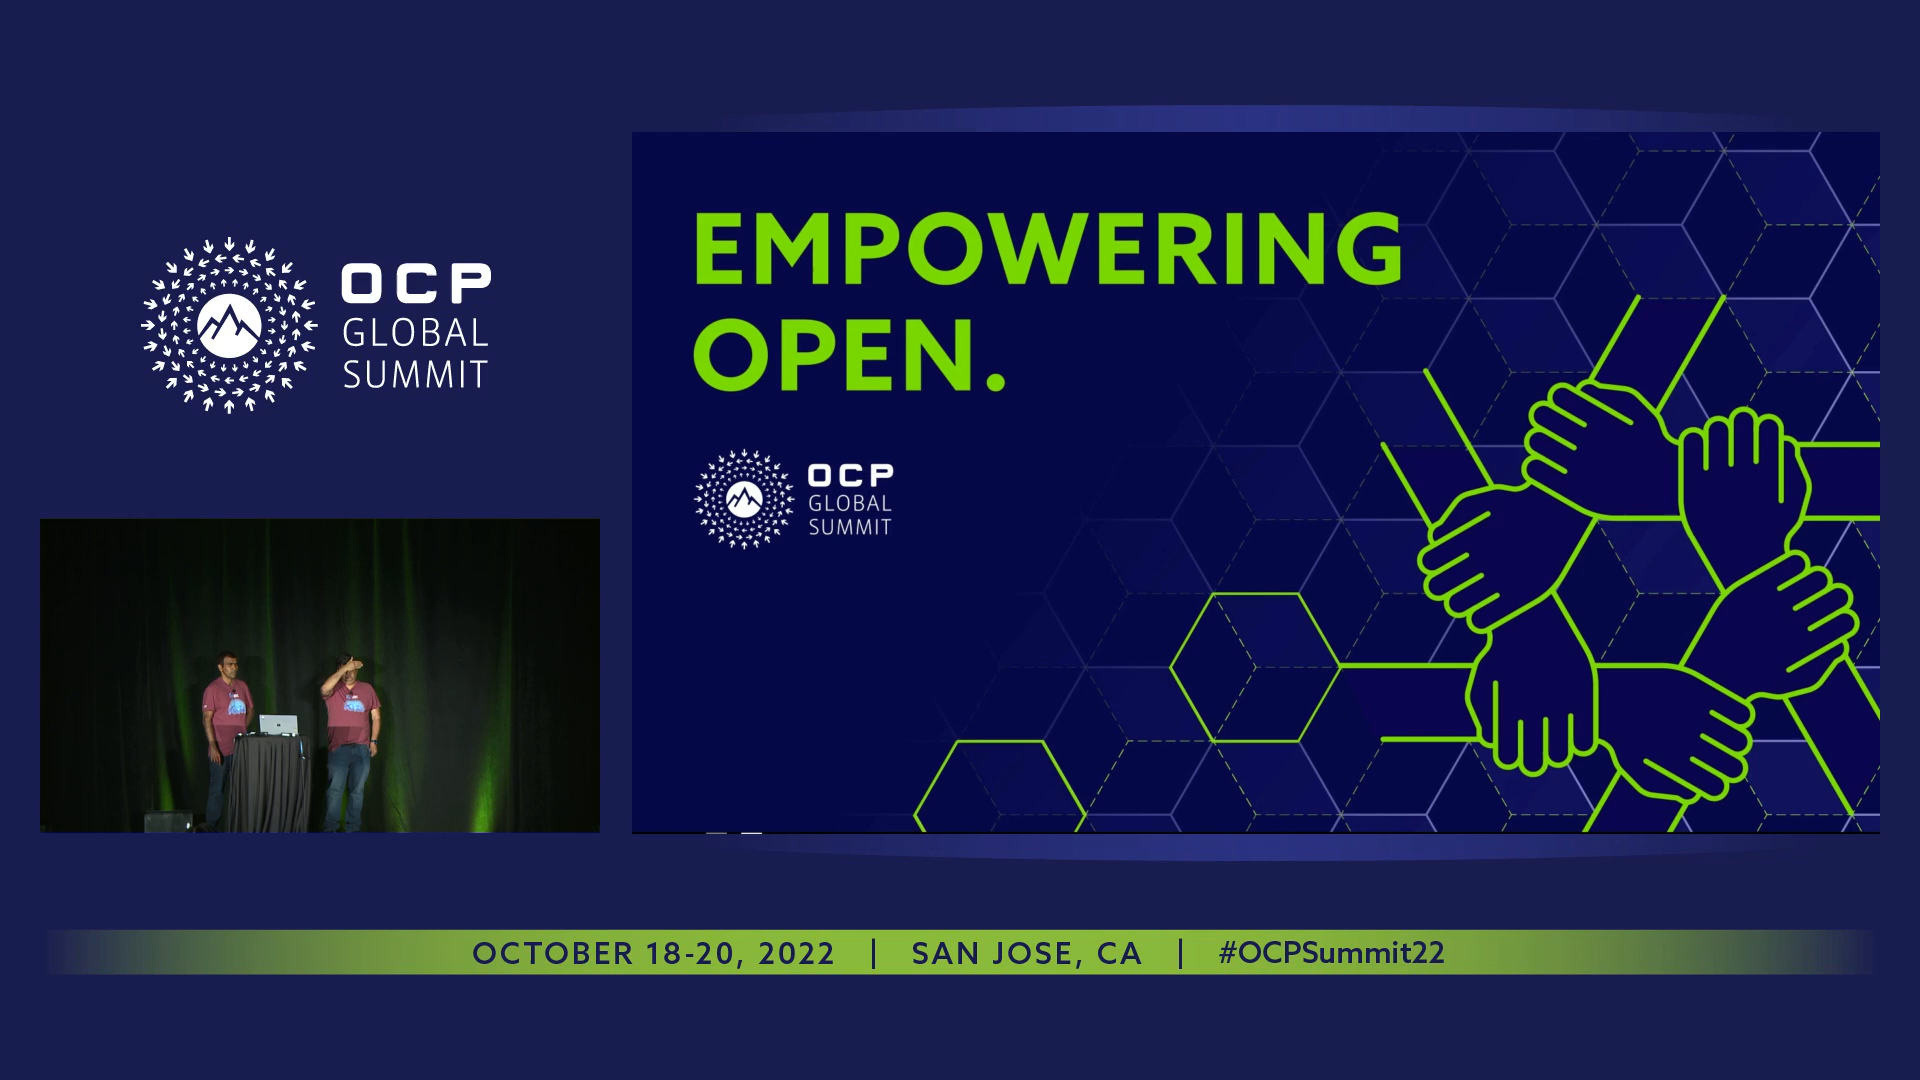 OCP
GLOBAL
SUMMIT
EMPOWERING
OPEN.
OCP
GLOBAL
SUMMIT
OCTOBER 18-20, 2022 | SAN JOSE, CA | #OCPSummit22